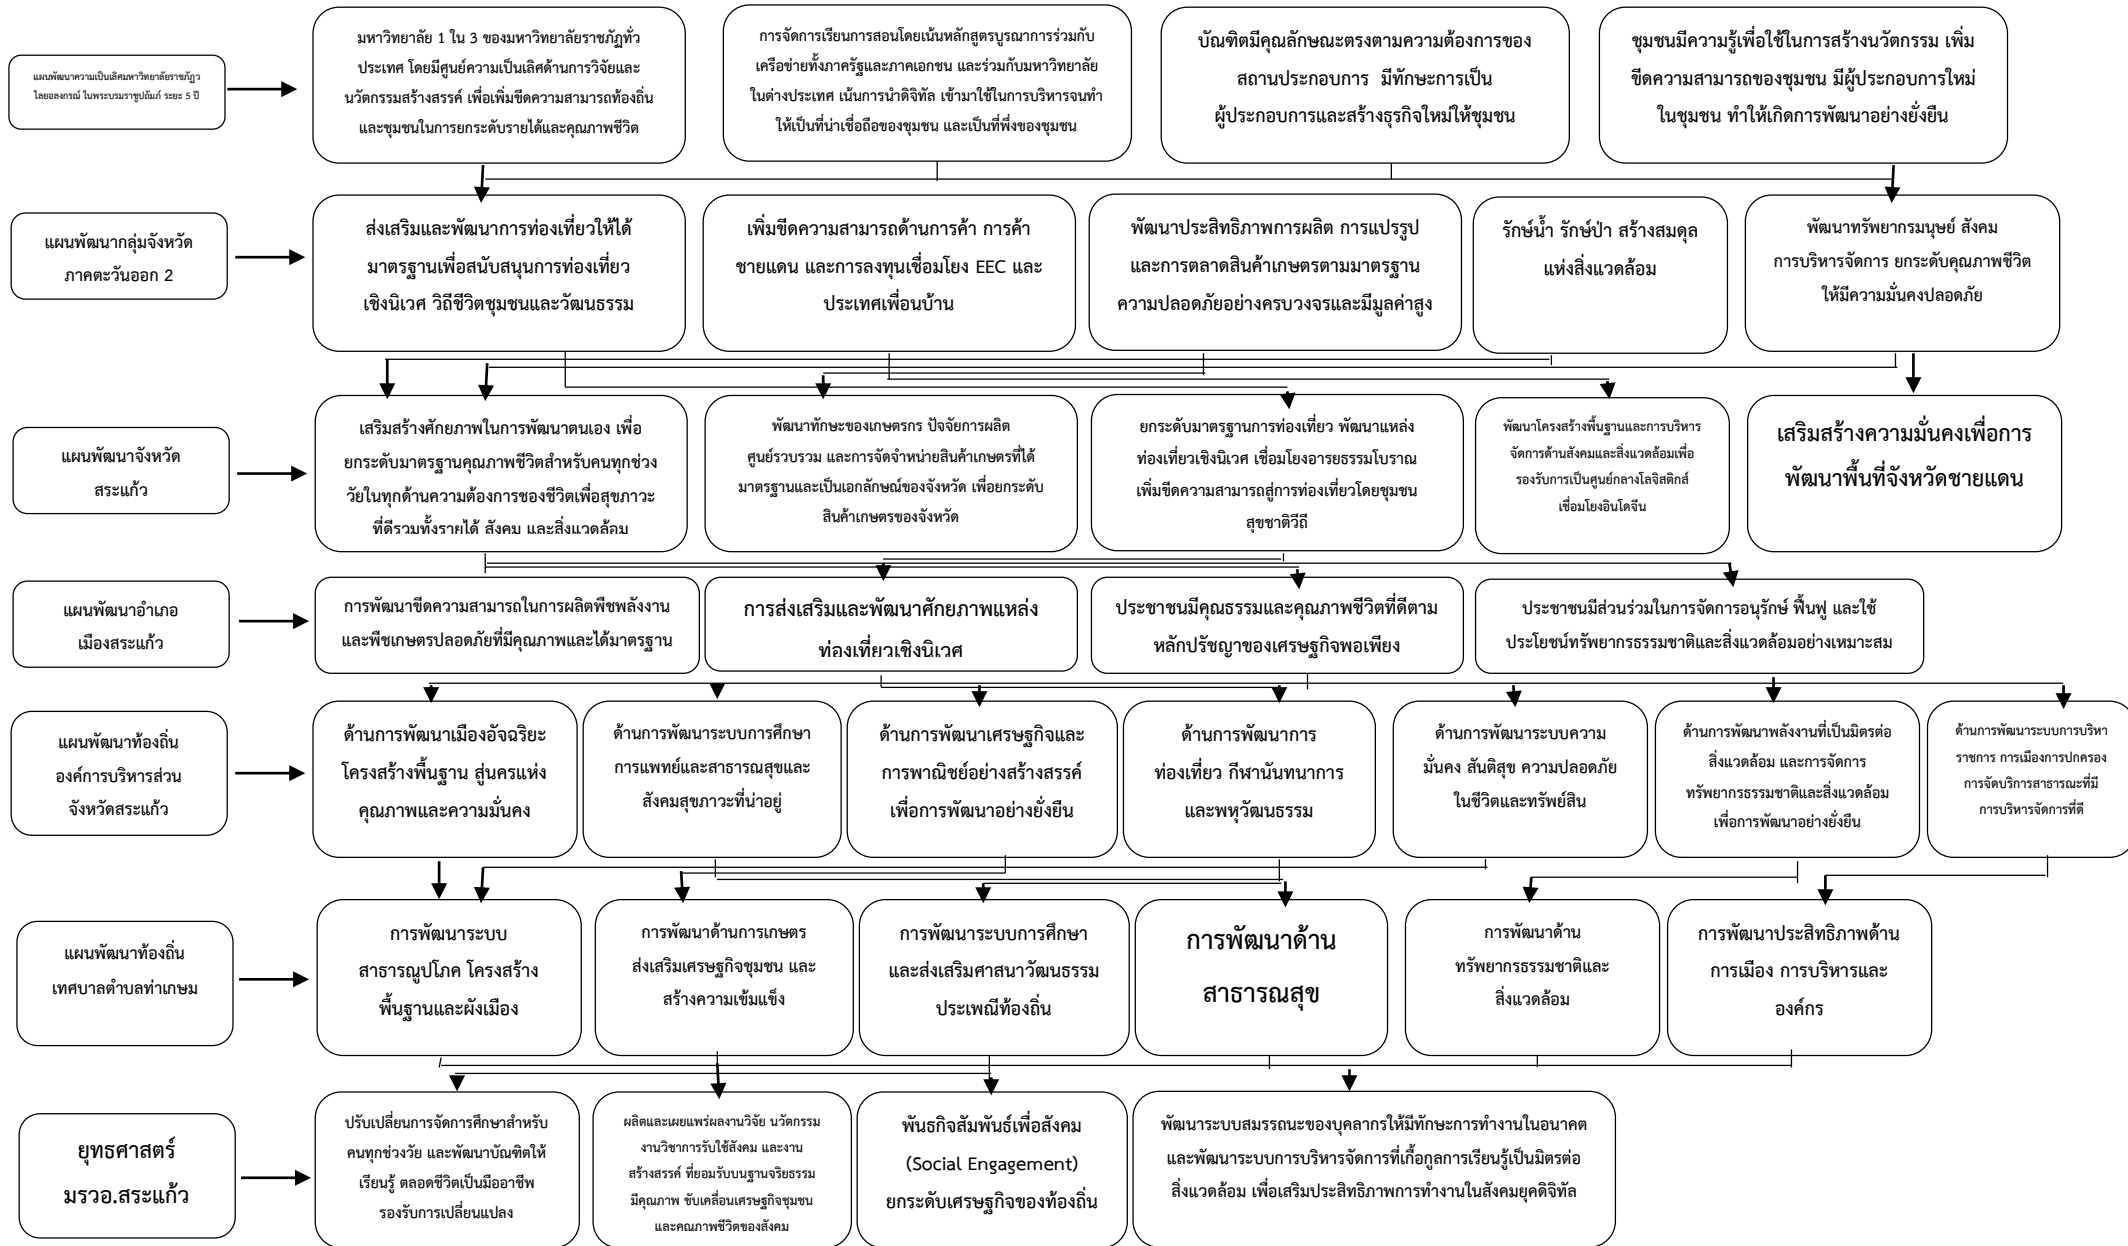 แผนพัฒนาความเป็นเลิศมหาวิทยาลัยราชภัฏว
ไลยอลงกรณ์ ในพระบรมราชูปถัมภ์ ระยะ 5 ปี
มหาวิทยาลัย 1 ใน 3 ของมหาวิทยาลัยราชภัฏทั่ว
ประเทศ โดยมีศูนย์ความเป็นเลิศด้านการวิจัยและ
นวัตกรรมสร้างสรรค์ เพื่อเพิ่มขีดความสามารถท้องถิ่น
และชุมชนในการยกระดับรายได้และคุณภาพชีวิต
การจัดการเรียนการสอนโดยเน้นหลักสูตรบูรณาการร่วมกับ
เครือข่ายทั้งภาครัฐและภาคเอกชน และร่วมกับมหาวิทยาลัย
ในต่างประเทศ เน้นการนำดิจิทัล เข้ามาใช้ในการบริหารจนทำ
ให้เป็นที่น่าเชื่อถือของชุมชน และเป็นที่พึ่งของชุมชน
บัณฑิตมีคุณลักษณะตรงตามความต้องการของ
สถานประกอบการ มีทักษะการเป็น
ผู้ประกอบการและสร้างธุรกิจใหม่ให้ชุมชน
ชุมชนมีความรู้เพื่อใช้ในการสร้างนวัตกรรม เพิ่ม
ขีดความสามารถของชุมชน มีผู้ประกอบการใหม่
ในชุมชน ทำให้เกิดการพัฒนาอย่างยั่งยืน
แผนพัฒนากลุ่มจังหวัด
ภาคตะวันออก 2
ส่งเสริมและพัฒนาการท่องเที่ยวให้ได้
มาตรฐานเพื่อสนับสนุนการท่องเที่ยว
เชิงนิเวศ วิถีชีวิตชุมชนและวัฒนธรรม
เพิ่มขีดความสามารถด้านการค้า การค้า
ชายแดน และการลงทุนเชื่อมโยง EEC และ
ประเทศเพื่อนบ้าน
พัฒนาประสิทธิภาพการผลิต การแปรรูป
และการตลาดสินค้าเกษตรตามมาตรฐาน
ความปลอดภัยอย่างครบวงจรและมีมูลค่าสูง
รักษ์น้ำ รักษ์ป่า สร้างสมดุล
แห่งสิ่งแวดล้อม
พัฒนาทรัพยากรมนุษย์ สังคม
การบริหารจัดการ ยกระดับคุณภาพชีวิต
ให้มีความมั่นคงปลอดภัย
แผนพัฒนาจังหวัด
สระแก้ว
เสริมสร้างศักยภาพในการพัฒนาตนเอง เพื่อ
ยกระดับมาตรฐานคุณภาพชีวิตสำหรับคนทุกช่วง
วัยในทุกด้านความต้องการชองชีวิตเพื่อสุขภาวะ
ที่ดีรวมทั้งรายได้ สังคม และสิ่งแวดล้อม
พัฒนาทักษะของเกษตรกร ปัจจัยการผลิต
ศูนย์รวบรวม และการจัดจำหน่ายสินค้าเกษตรที่ได้
มาตรฐานและเป็นเอกลักษณ์ของจังหวัด เพื่อยกระดับ
สินค้าเกษตรของจังหวัด
ยกระดับมาตรฐานการท่องเที่ยว พัฒนาแหล่ง
ท่องเที่ยวเชิงนิเวศ เชื่อมโยงอารยธรรมโบราณ
เพิ่มขีดความสามารถสู่การท่องเที่ยวโดยชุมชน
สุขชาติวีถี
พัฒนาโครงสร้างพื้นฐานและการบริหาร
จัดการด้านสังคมและสิ่งแวดล้อมเพื่อ
รองรับการเป็นศูนย์กลางโลจิสติกส์
เชื่อมโยงอินโดจีน
เสริมสร้างความมั่นคงเพื่อการ
พัฒนาพื้นที่จังหวัดชายแดน
แผนพัฒนาอำเภอ
เมืองสระแก้ว
การพัฒนาขีดความสามารถในการผลิตพืชพลังงาน
และพืชเกษตรปลอดภัยที่มีคุณภาพและได้มาตรฐาน
การส่งเสริมและพัฒนาศักยภาพแหล่ง
ท่องเที่ยวเชิงนิเวศ
ประชาชนมีคุณธรรมและคุณภาพชีวิตที่ดีตาม
หลักปรัชญาของเศรษฐกิจพอเพียง
ประชาชนมีส่วนร่วมในการจัดการอนุรักษ์ ฟื้นฟู และใช้
ประโยชน์ทรัพยากรธรรมชาติและสิ่งแวดล้อมอย่างเหมาะสม
แผนพัฒนาท้องถิ่น
องค์การบริหารส่วน
จังหวัดสระแก้ว
ด้านการพัฒนาเมืองอัจฉริยะ
โครงสร้างพื้นฐาน สู่นครแห่ง
คุณภาพและความมั่นคง
ด้านการพัฒนาระบบการศึกษา
การแพทย์และสาธารณสุขและ
สังคมสุขภาวะที่น่าอยู่
ด้านการพัฒนาเศรษฐกิจและ
การพาณิชย์อย่างสร้างสรรค์
เพื่อการพัฒนาอย่างยั่งยืน
ด้านการพัฒนาการ
ท่องเที่ยว กีฬานันทนาการ
และพหุวัฒนธรรม
ด้านการพัฒนาระบบความ
มั่นคง สันติสุข ความปลอดภัย
ในชีวิตและทรัพย์สิน
ด้านการพัฒนาพลังงานที่เป็นมิตรต่อ
สิ่งแวดล้อม และการจัดการ
ทรัพยากรธรรมชาติและสิ่งแวดล้อม
เพื่อการพัฒนาอย่างยั่งยืน
ด้านการพัฒนาระบบการบริหา
ราชการ การเมืองการปกครอง
การจัดบริการสาธารณะที่มี
การบริหารจัดการที่ดี
แผนพัฒนาท้องถิ่น
เทศบาลตำบลท่าเกษม
การพัฒนาระบบ
สาธารณูปโภค โครงสร้าง
พื้นฐานและผังเมือง
การพัฒนาด้านการเกษตร
ส่งเสริมเศรษฐกิจชุมชน และ
สร้างความเข้มแข็ง
การพัฒนาระบบการศึกษา
และส่งเสริมศาสนาวัฒนธรรม
ประเพณีท้องถิ่น
การพัฒนาด้าน
สาธารณสุข
การพัฒนาด้าน
ทรัพยากรธรรมชาติและ
สิ่งแวดล้อม
การพัฒนาประสิทธิภาพด้าน
การเมือง การบริหารและ
องค์กร
ยุทธศาสตร์
มรวอ.สระแก้ว
ปรับเปลี่ยนการจัดการศึกษาสำหรับ
คนทุกช่วงวัย และพัฒนาบัณฑิตให้
เรียนรู้ ตลอดชีวิตเป็นมืออาชีพ
รองรับการเปลี่ยนแปลง
ผลิตและเผยแพร่ผลงานวิจัย นวัตกรรม
งานวิชาการรับใช้สังคม และงาน
สร้างสรรค์ ที่ยอมรับบนฐานจริยธรรม
มีคุณภาพ ขับเคลื่อนเศรษฐกิจชุมชน
และคุณภาพชีวิตของสังคม
พันธกิจสัมพันธ์เพื่อสังคม
(Social Engagement)
ยกระดับเศรษฐกิจของท้องถิ่น
พัฒนาระบบสมรรถนะของบุคลากรให้มีทักษะการทำงานในอนาคต
และพัฒนาระบบการบริหารจัดการที่เกื้อกูลการเรียนรู้เป็นมิตรต่อ
สิ่งแวดล้อม เพื่อเสริมประสิทธิภาพการทำงานในสังคมยุคดิจิทัล